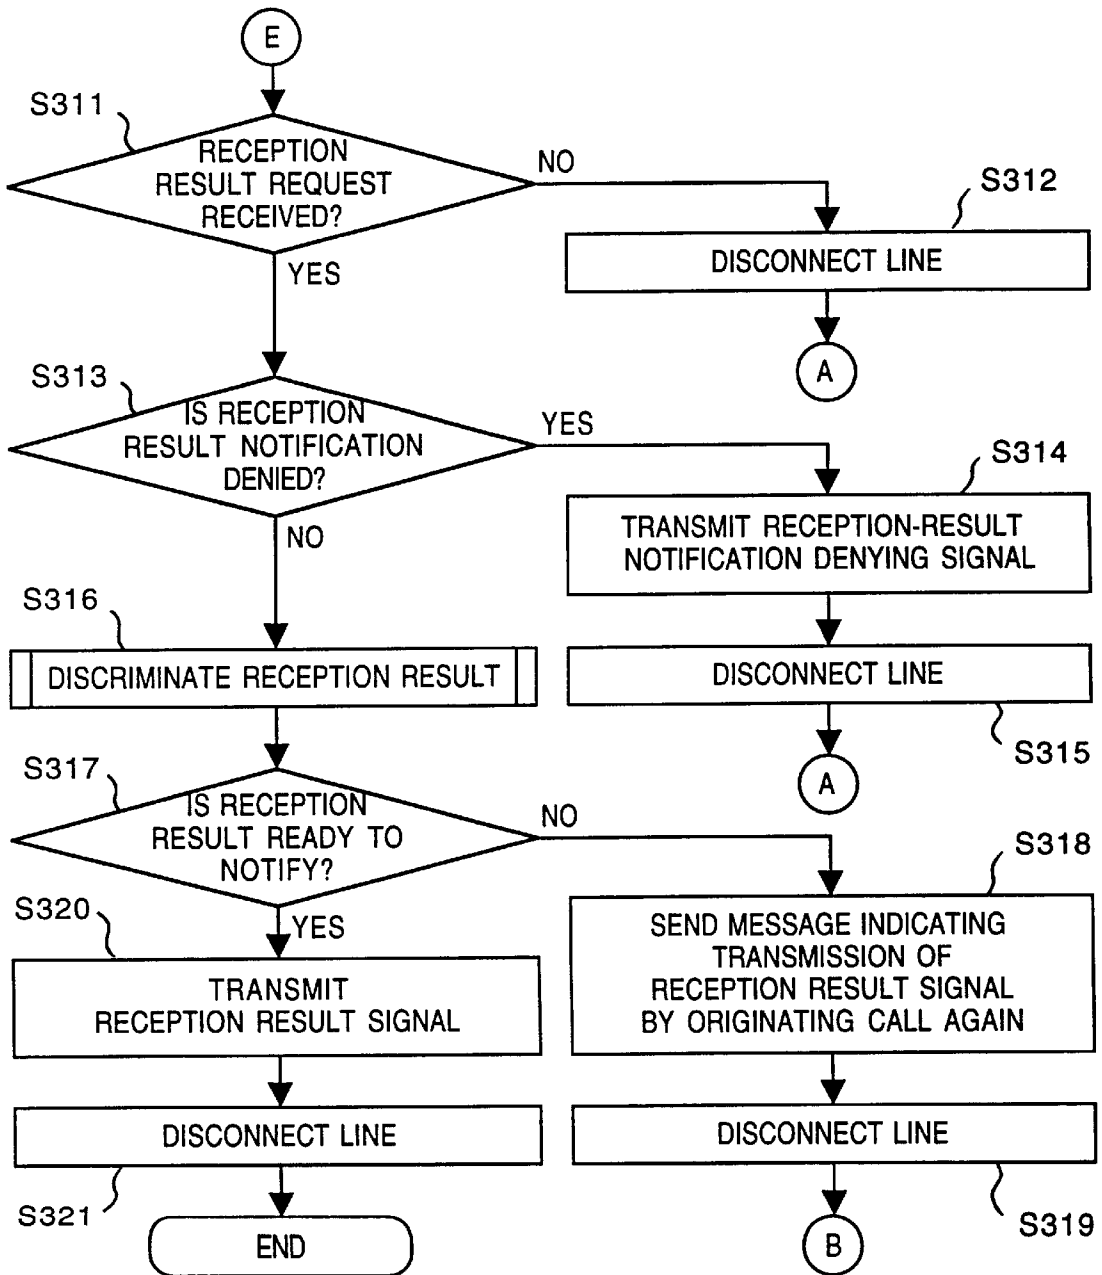 E
S311
RECEPTION
RESULT REQUEST
RECEIVED?
NO
S312
DISCONNECT LINE
A
YES
S313
IS RECEPTION
RESULT NOTIFICATION
DENIED?
YES
S314
TRANSMIT RECEPTION-RESULT
NOTIFICATION DENYING SIGNAL
NO
S316
DISCRIMINATE RECEPTION RESULT
DISCONNECT LINE
S315
A
S317
IS RECEPTION
RESULT READY TO
NOTIFY?
NO
S318
SEND MESSAGE INDICATING
TRANSMISSION OF
RECEPTION RESULT SIGNAL
BY ORIGINATING CALL AGAIN
S320
YES
TRANSMIT
RECEPTION RESULT SIGNAL
DISCONNECT LINE
S321
END
DISCONNECT LINE
S319
B